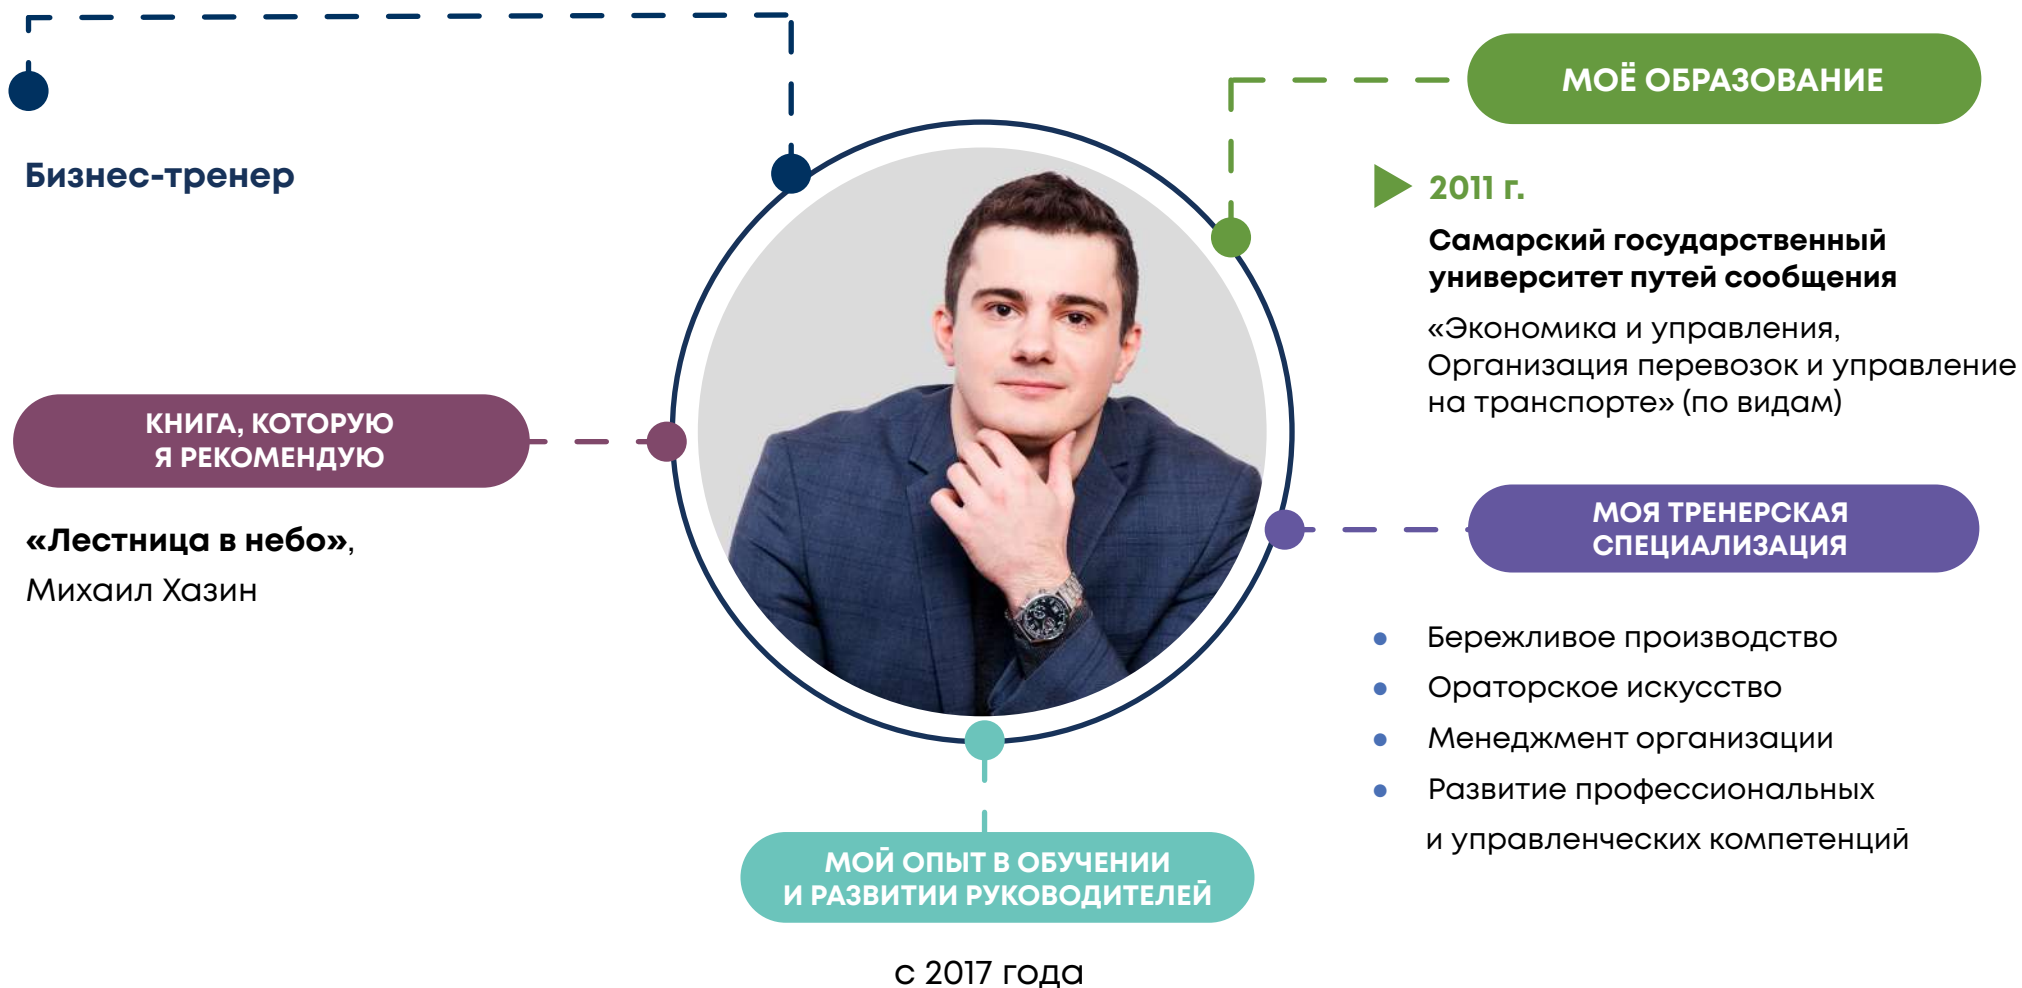 Бизнес-тренер
КНИГА, КОТОРУЮ
Я РЕКОМЕНДУЮ
«Лестница в небо»,
Михаил Хазин
МОЙ ОПЫТ В ОБУЧЕНИИ
И РАЗВИТИИ РУКОВОДИТЕЛЕЙ
с 2017 года
МОЁ ОБРАЗОВАНИЕ
2011 г.
Самарский государственный
университет путей сообщения
«Экономика и управления,
Организация перевозок и управление
на транспорте» (по видам)
МОЯ ТРЕНЕРСКАЯ
СПЕЦИАЛИЗАЦИЯ
• Бережливое производство
• Ораторское искусство
• Менеджмент организации
• Развитие профессиональных
и управленческих компетенций